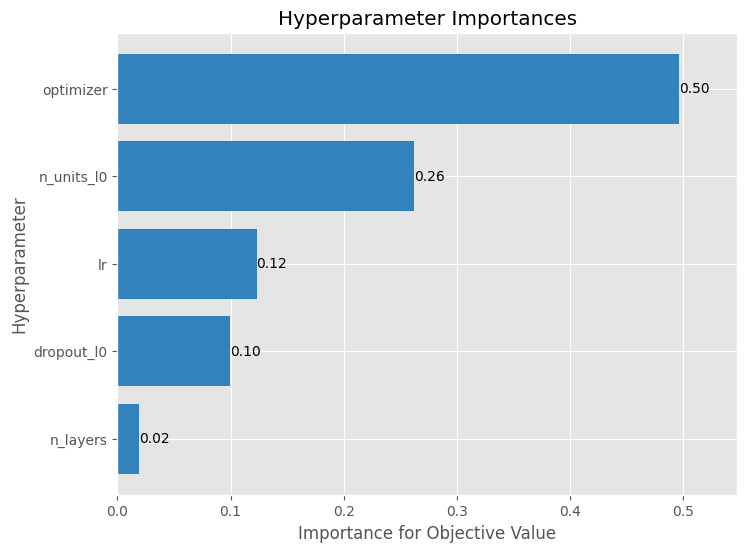 Hyperparameter Importances
Hyperparameter
optimizer 0.50
n_units_l0 0.26
lr 0.12
dropout_l0 0.10
n_layers 0.02
0.0 0.1 0.2 0.3 0.4 0.5
Importance for Objective Value